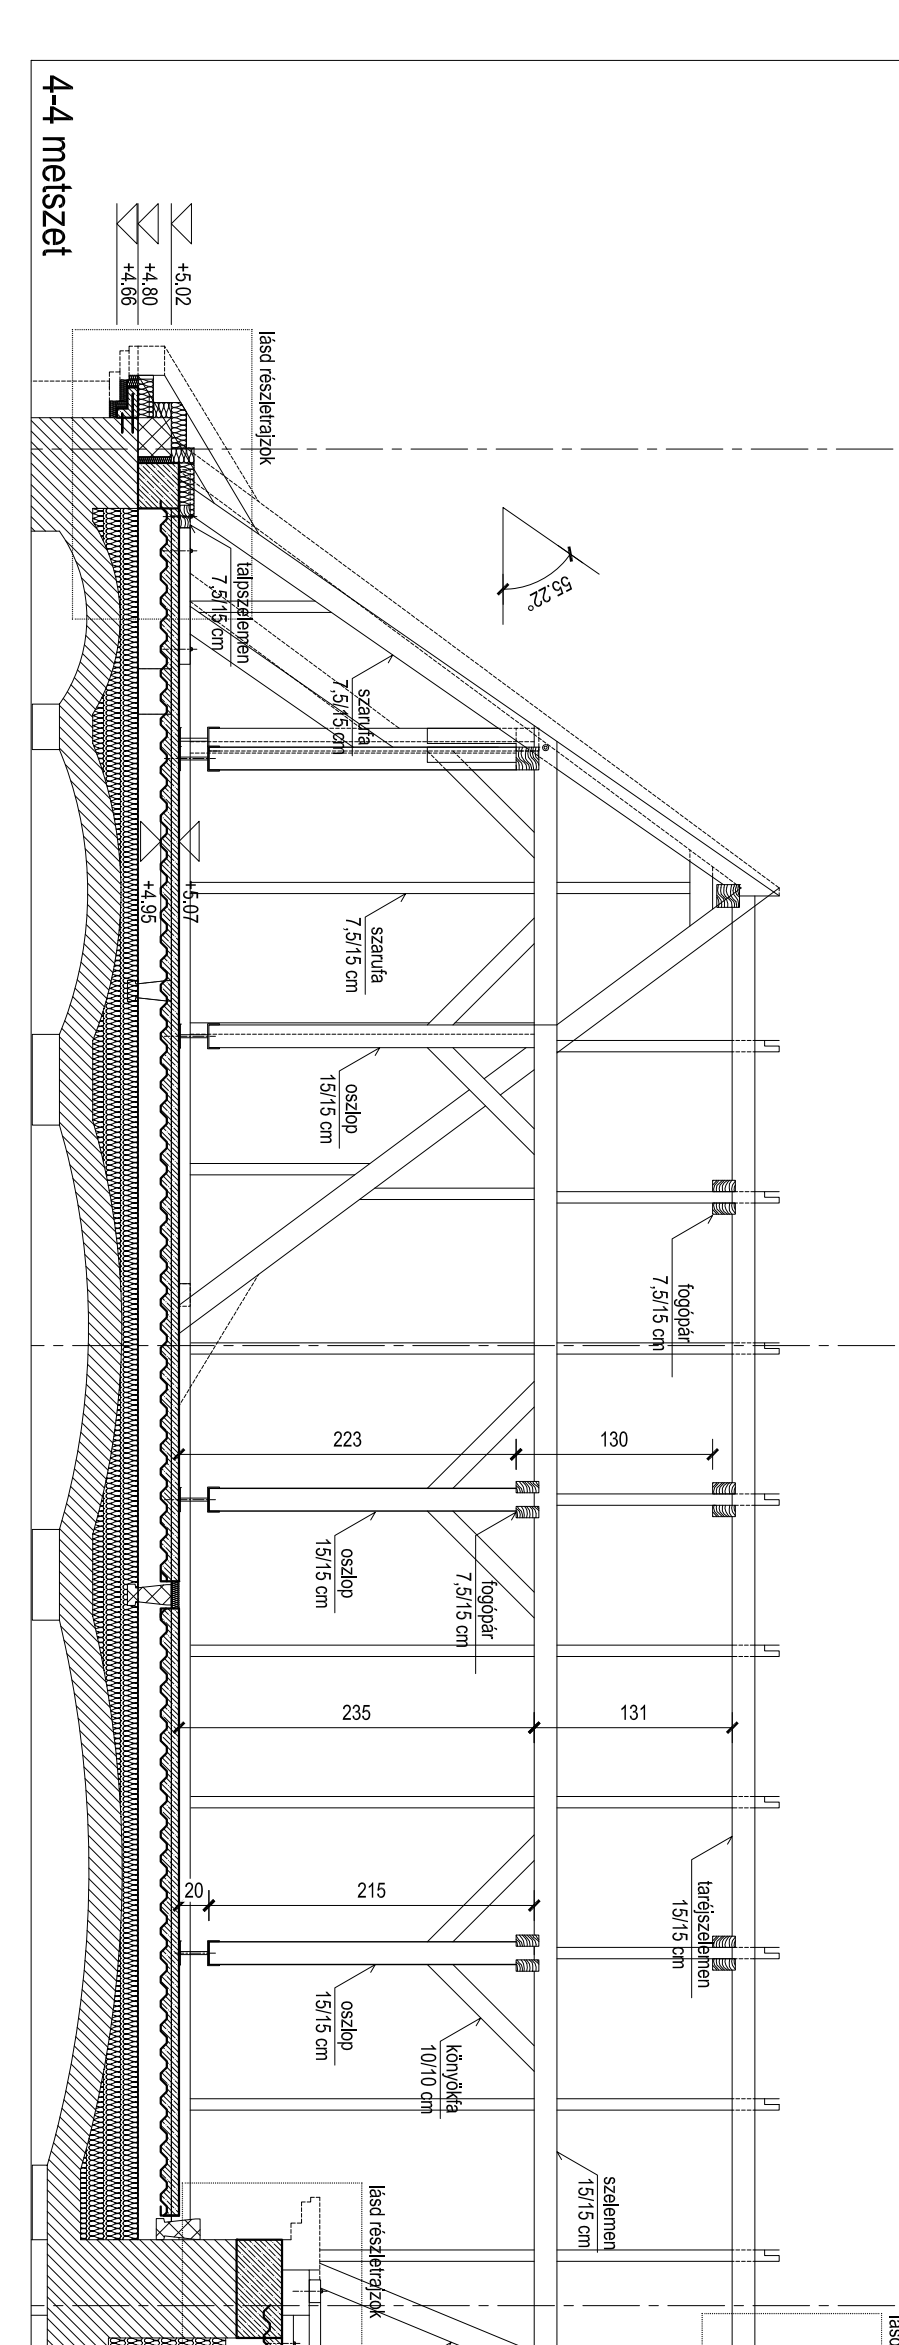 4-4 metszet
+5.02
+4.80
+4.66
lásd részletrajzok
55.22°
talpszelemen
7,5/15 cm
szarufa
7,5/15 cm
+5.07
+4.95
szarufa
7,5/15 cm
oszlop
15/15 cm
fogópár
7,5/15 cm
223
130
oszlop
15/15 cm
fogópár
7,5/15 cm
235
131
taréjszelemen
15/15 cm
20
215
oszlop
15/15 cm
könyökfa
10/10 cm
szelemen
15/15 cm
lásd részletrajzok
lásd